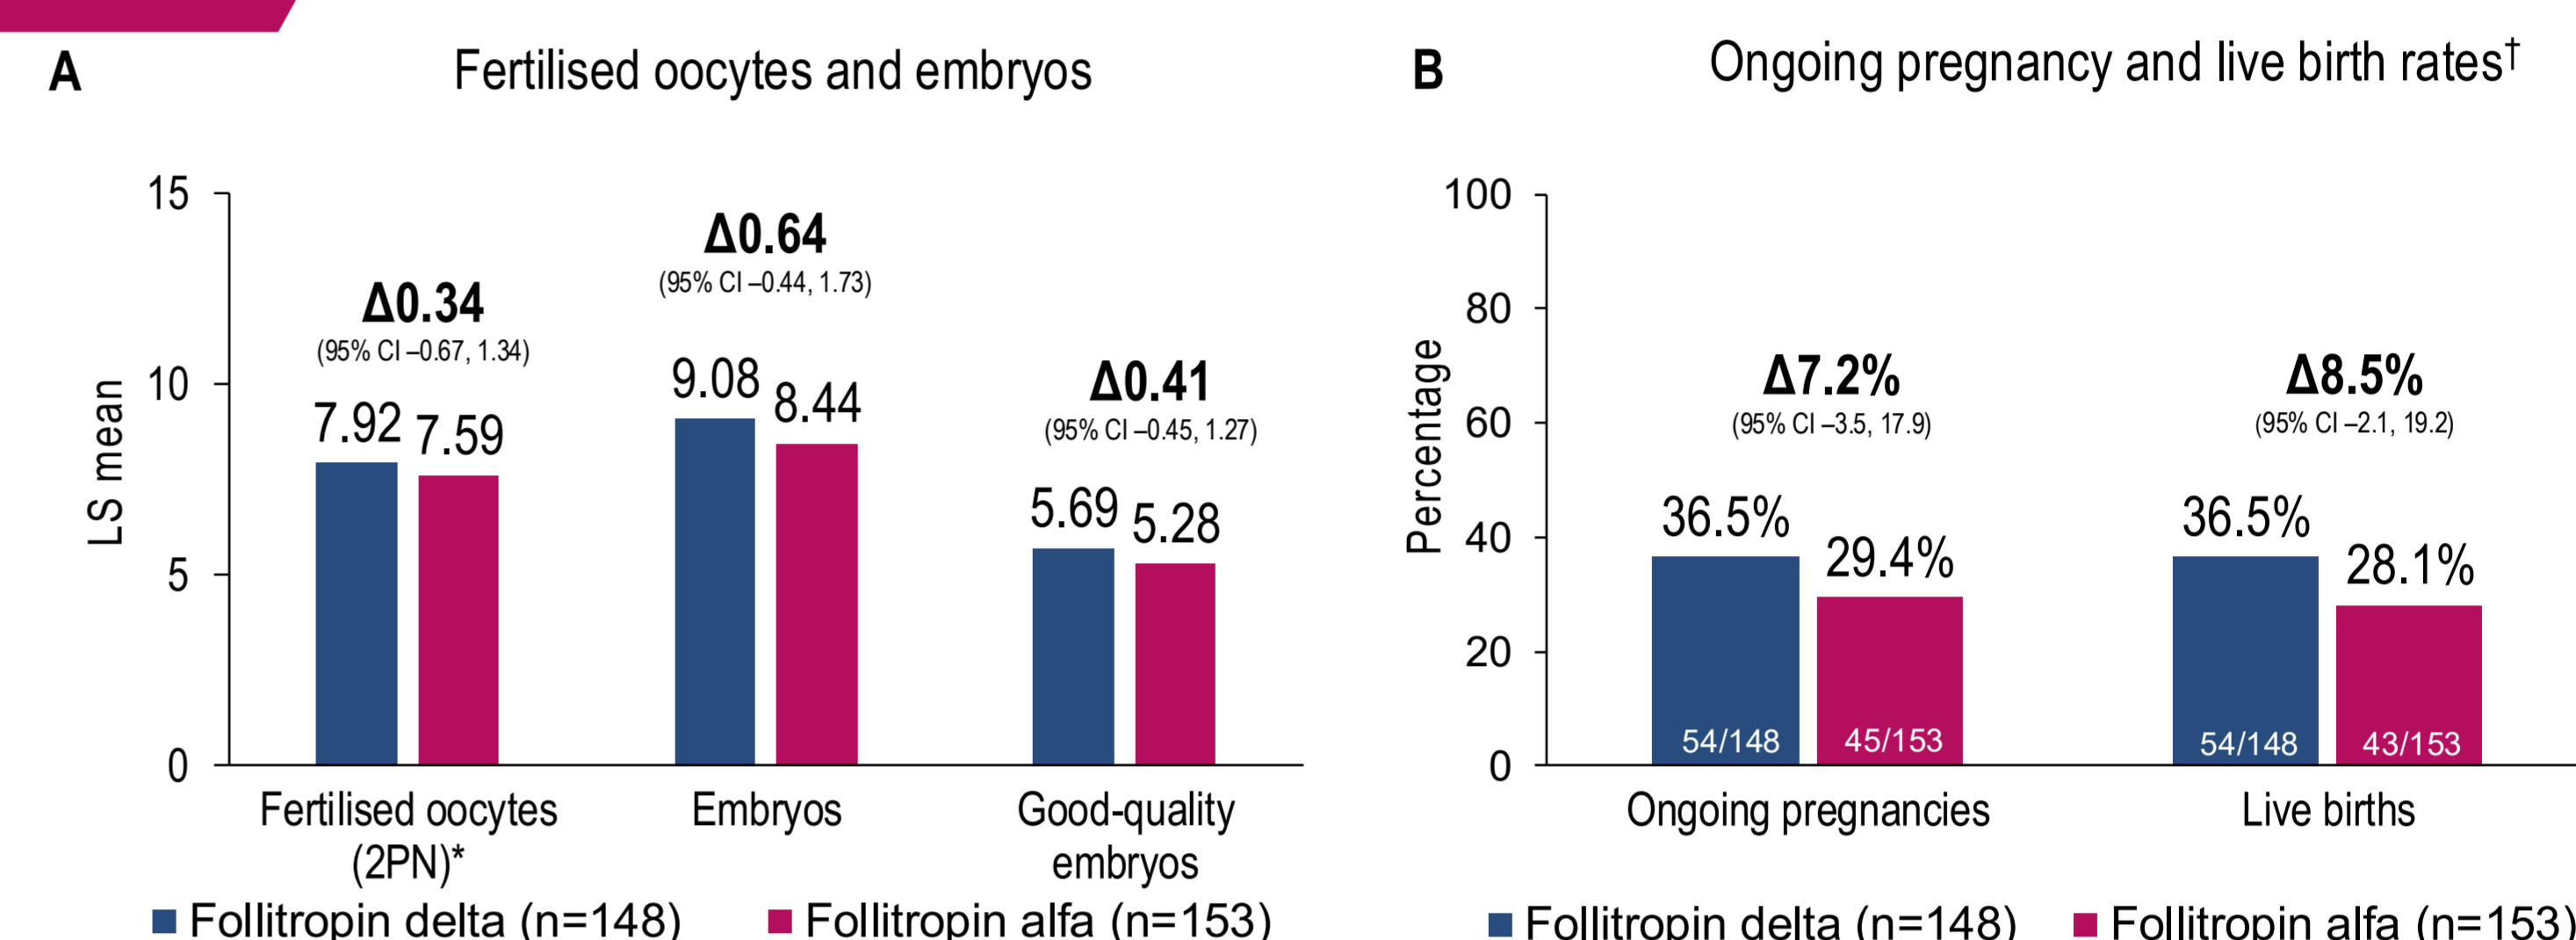 A
Fertilised oocytes and embryos
15
10
5
0
LS mean
Δ0.34
(95% CI –0.67, 1.34)
7.92 7.59
Δ0.64
(95% CI –0.44, 1.73)
9.08 8.44
Δ0.41
(95% CI –0.45, 1.27)
5.69 5.28
Fertilised oocytes
(2PN)*
Embryos
Good-quality
embryos
Follitropin delta (n=148)
Follitropin alfa (n=153)
B
Ongoing pregnancy and live birth rates†
100
80
60
40
20
0
Percentage
Δ7.2%
(95% CI –3.5, 17.9)
36.5%
29.4%
54/148
45/153
Δ8.5%
(95% CI –2.1, 19.2)
36.5%
28.1%
54/148
43/153
Ongoing pregnancies
Live births
Follitropin delta (n=148)
Follitropin alfa (n=153)